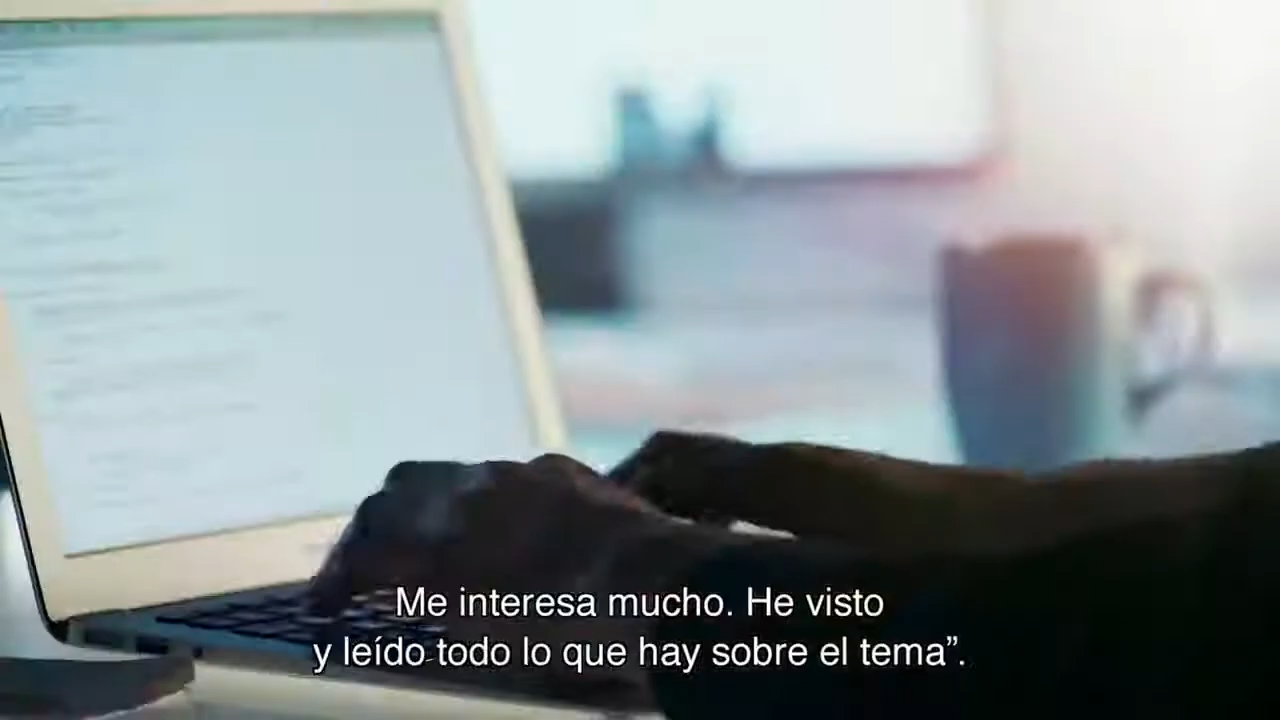 Me interesa mucho. He visto
y leído todo lo que hay sobre el tema”.